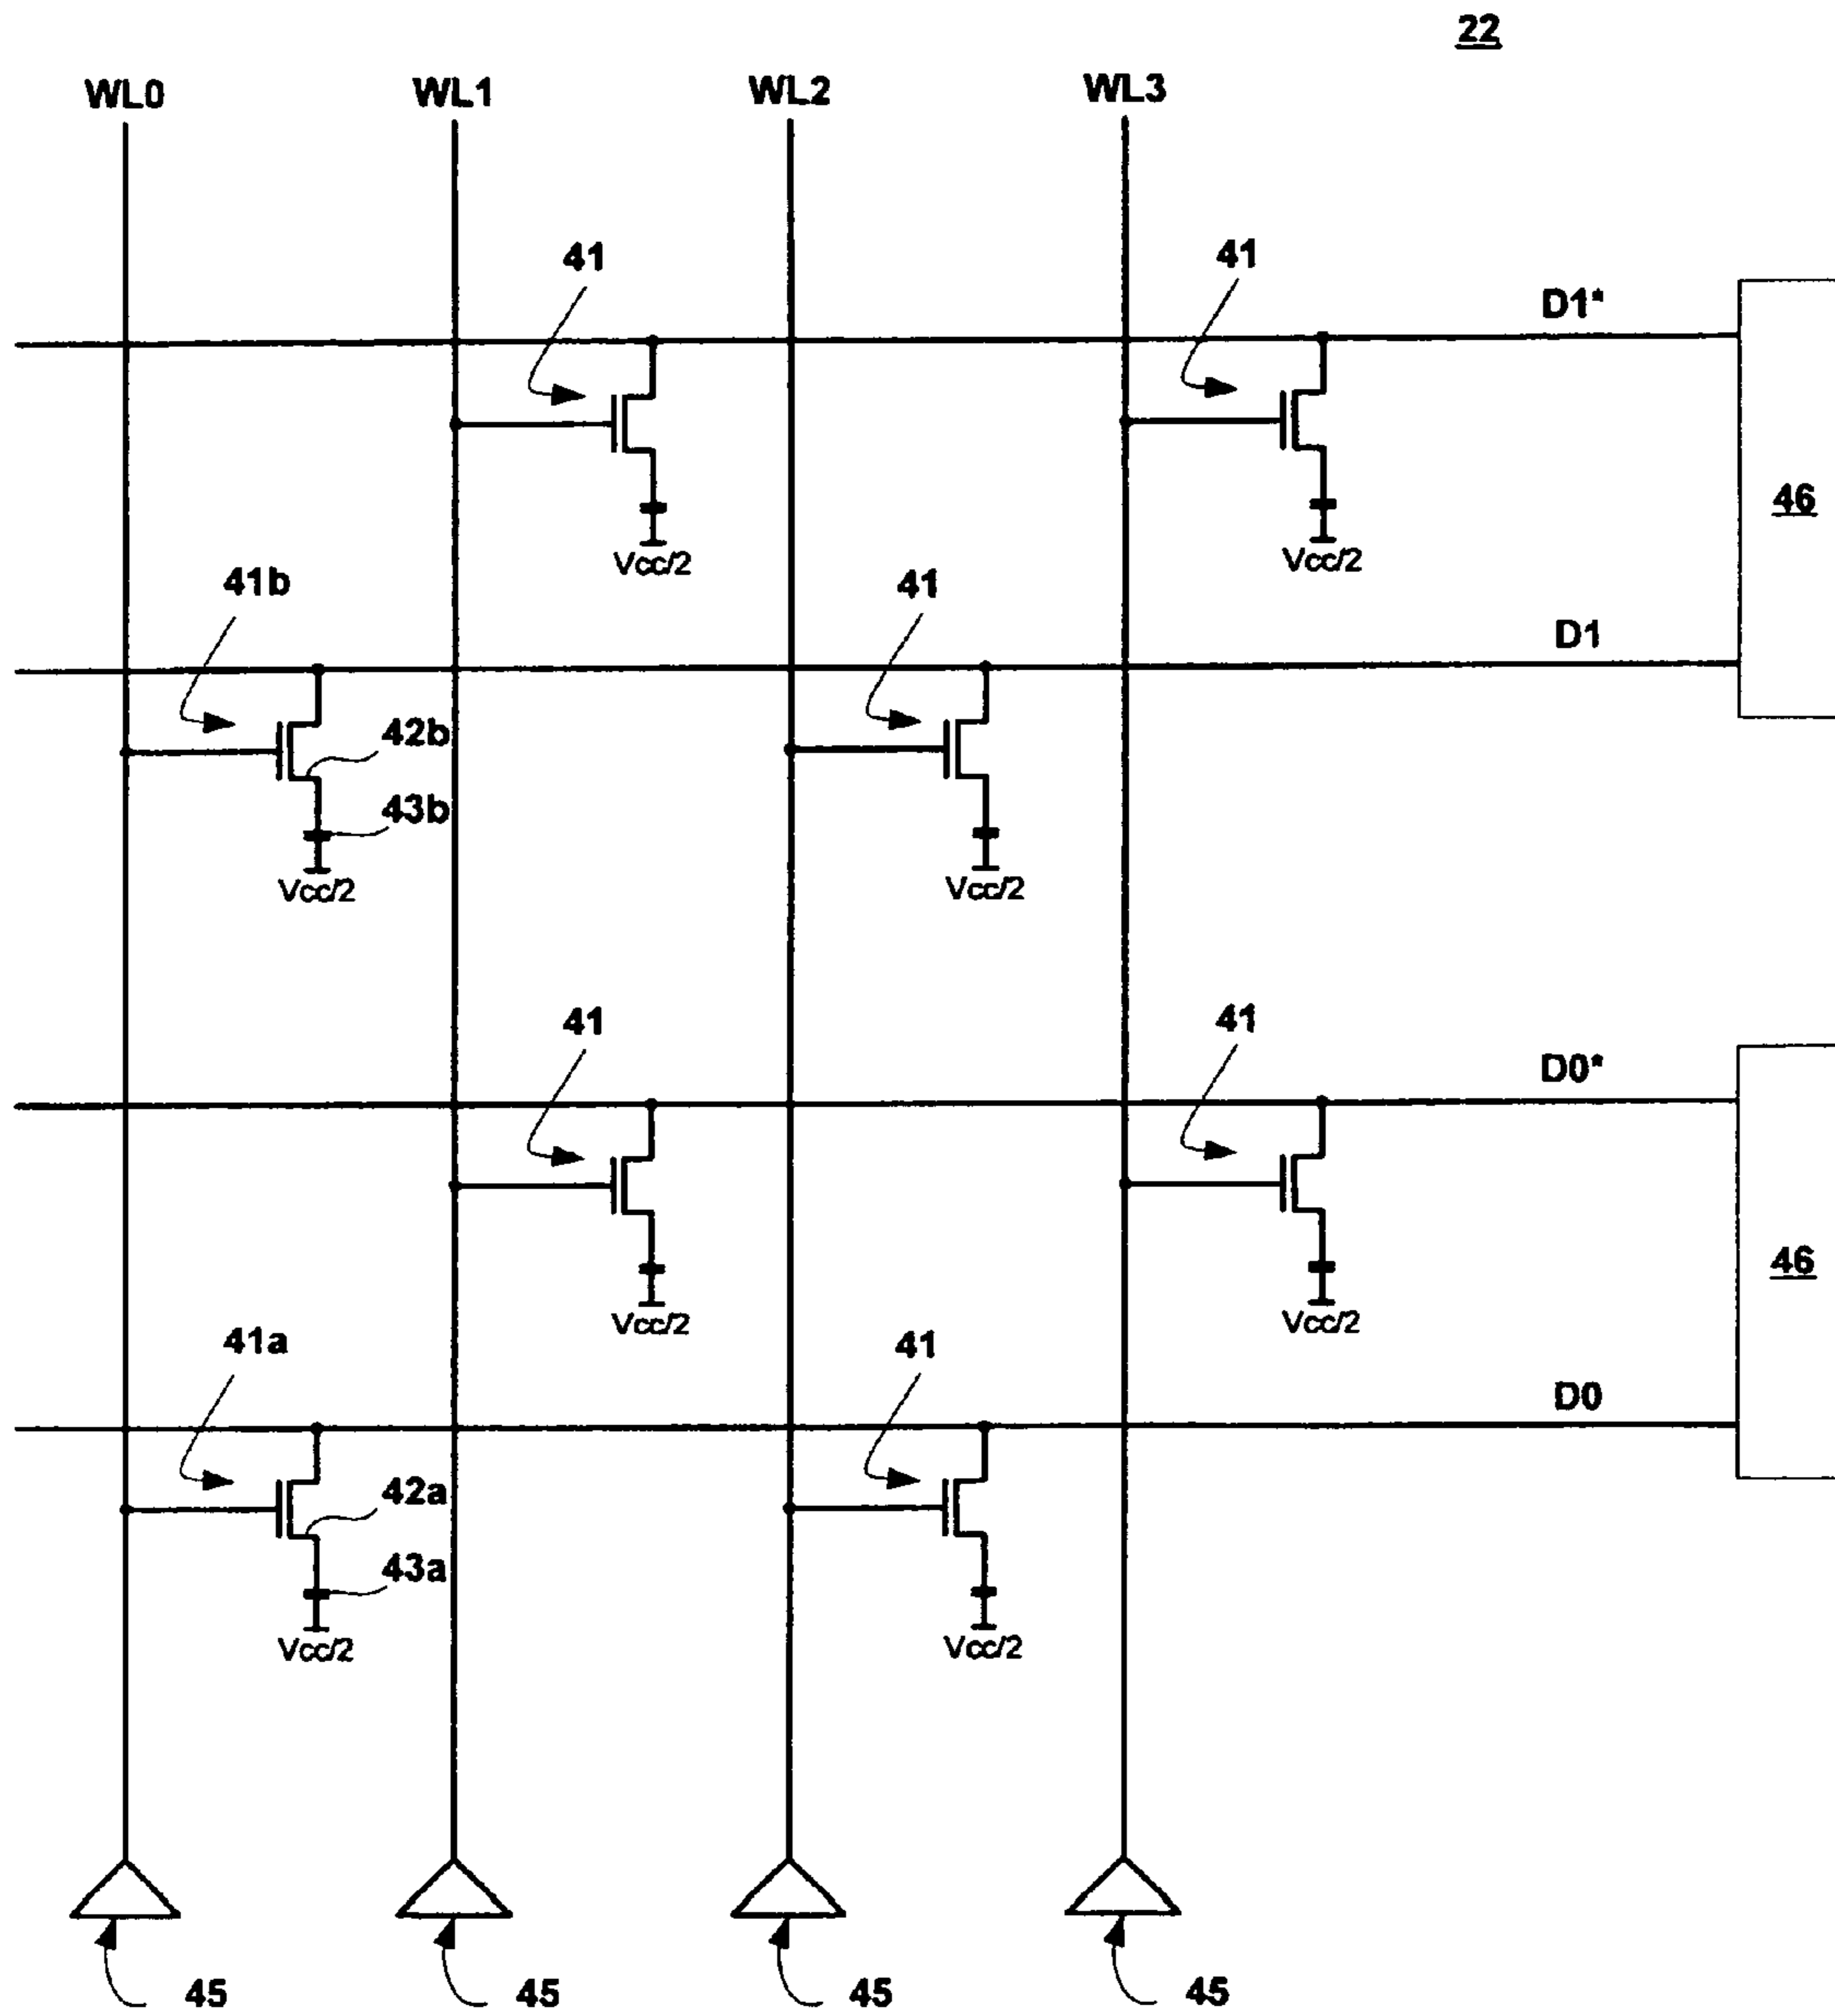 22
WL0 WL1 WL2 WL3
41 41
D1*
46
Vcc/2 Vcc/2
41b 41
D1
42b
43b
Vcc/2 Vcc/2
41 41
D0*
46
Vcc/2 Vcc/2
41a 41
D0
42a
43a
Vcc/2 Vcc/2
45 45 45 45